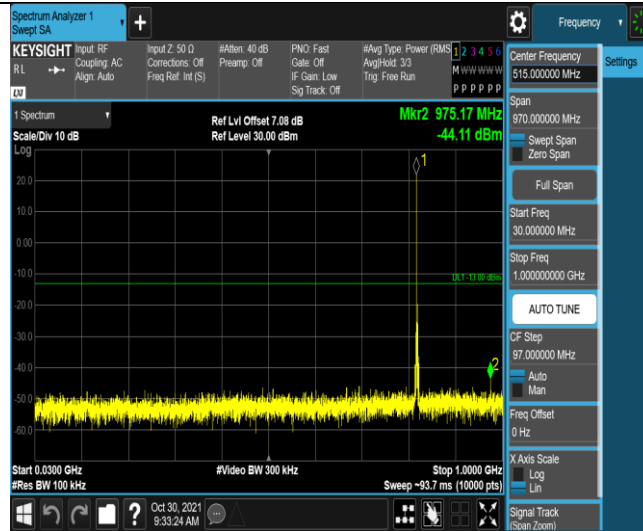 Spectrum Analyzer 1
Swept SA
+
Frequency
KEYSIGHT
RL
LXI
Input: RF
Coupling: AC
Align: Auto
Input Z: 50 Ω
Corrections: Off
Freq Ref: Int (S)
#Atten: 40 dB
Preamp: Off
PNO: Fast
Gate: Off
IF Gain: Low
Sig Track: Off
#Avg Type: Power (RMS
Avg|Hold: 3/3
Trig: Free Run
1 2 3 4 5 6
M W W W W W
P P P P P P
1 Spectrum
Scale/Div 10 dB
Log
Ref Lvl Offset 7.08 dB
Ref Level 30.00 dBm
Mkr2 975.17 MHz
-44.11 dBm
1
20.0
10.0
0.00
-10.0
DL1 -13.00 dBm
-20.0
-30.0
-40.0
2
-50.0
-60.0
Start 0.0300 GHz
#Res BW 100 kHz
#Video BW 300 kHz
Stop 1.0000 GHz
Sweep ~93.7 ms (10000 pts)
?
Oct 30, 2021
9:33:24 AM
Center Frequency
515.000000 MHz
Settings
Span
970.000000 MHz
Swept Span
Zero Span
Full Span
Start Freq
30.000000 MHz
Stop Freq
1.000000000 GHz
AUTO TUNE
CF Step
97.000000 MHz
Auto
Man
Freq Offset
0 Hz
X Axis Scale
Log
Lin
Signal Track
(Span Zoom)